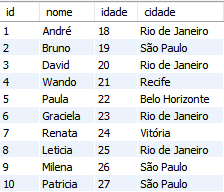 id nome idade cidade
1 André 18 Rio de Janeiro
2 Bruno 19 São Paulo
3 David 20 Rio de Janeiro
4 Wando 21 Recife
5 Paula 22 Belo Horizonte
6 Graciela 23 Rio de Janeiro
7 Renata 24 Vitória
8 Leticia 25 Rio de Janeiro
9 Milena 26 São Paulo
10 Patricia 27 São Paulo